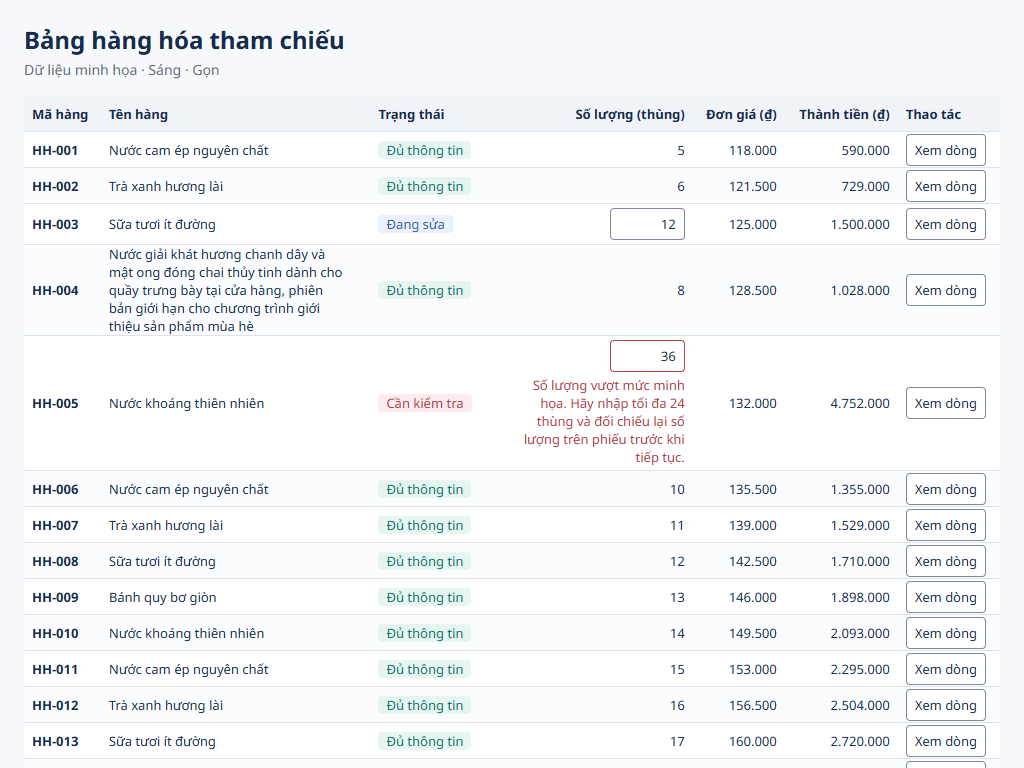 Bảng hàng hóa tham chiếu
Dữ liệu minh họa · Sáng · Gọn
Mã hàng Tên hàng Trạng thái Số lượng (thùng) Đơn giá (₫) Thành tiền (₫) Thao tác
HH-001 Nước cam ép nguyên chất Đủ thông tin 5 118.000 590.000 Xem dòng
HH-002 Trà xanh hương lài Đủ thông tin 6 121.500 729.000 Xem dòng
HH-003 Sữa tươi ít đường Đang sửa 12 125.000 1.500.000 Xem dòng
Nước giải khát hương chanh dây và
mật ong đóng chai thủy tinh dành cho
HH-004 quầy trưng bày tại cửa hàng, phiên Đủ thông tin 8 128.500 1.028.000 Xem dòng
bản giới hạn cho chương trình giới
thiệu sản phẩm mùa hè
36
Số lượng vượt mức minh
HH-005 Nước khoáng thiên nhiên Cần kiểm tra họa. Hãy nhập tối đa 24 132.000 4.752.000 Xem dòng
thùng và đối chiếu lại số
lượng trên phiếu trước khi
tiếp tục.
HH-006 Nước cam ép nguyên chất Đủ thông tin 10 135.500 1.355.000 Xem dòng
HH-007 Trà xanh hương lài Đủ thông tin 11 139.000 1.529.000 Xem dòng
HH-008 Sữa tươi ít đường Đủ thông tin 12 142.500 1.710.000 Xem dòng
HH-009 Bánh quy bơ giòn Đủ thông tin 13 146.000 1.898.000 Xem dòng
HH-010 Nước khoáng thiên nhiên Đủ thông tin 14 149.500 2.093.000 Xem dòng
HH-011 Nước cam ép nguyên chất Đủ thông tin 15 153.000 2.295.000 Xem dòng
HH-012 Trà xanh hương lài Đủ thông tin 16 156.500 2.504.000 Xem dòng
HH-013 Sữa tươi ít đường Đủ thông tin 17 160.000 2.720.000 Xem dòng